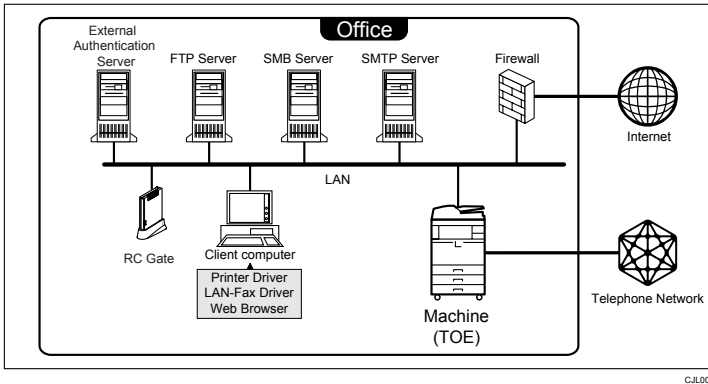 Office
External
Authentication
Server
FTP Server
SMB Server
SMTP Server
Firewall
Internet
LAN
RC Gate
Client computer
Printer Driver
LAN-Fax Driver
Web Browser
Machine
(TOE)
Telephone Network